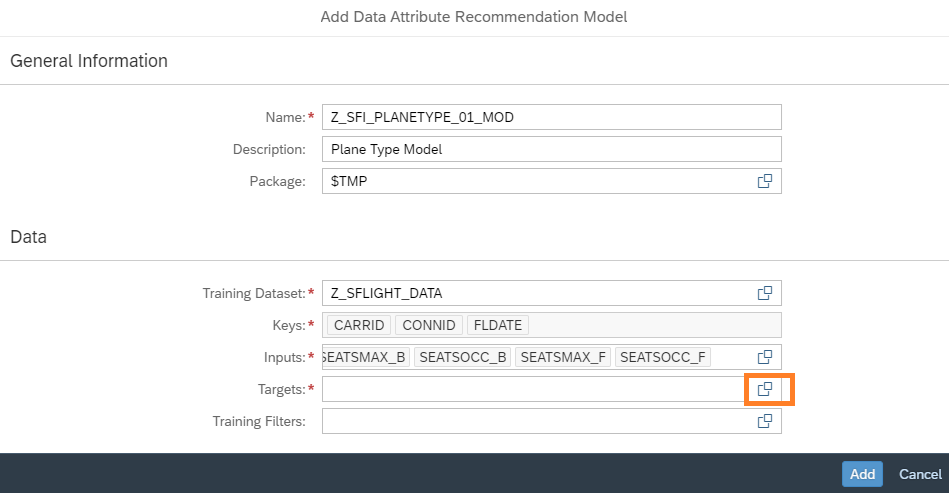 Add Data Attribute Recommendation Model
General Information
Name:* Z_SFI_PLANETYPE_01_MOD
Description: Plane Type Model
Package: $TMP
Data
Training Dataset:* Z_SFLIGHT_DATA
Keys:* CARRID CONNID FLDATE
Inputs:* SEATSMAX_B SEATSOCC_B SEATSMAX_F SEATSOCC_F
Targets:*
Training Filters:
Add Cancel